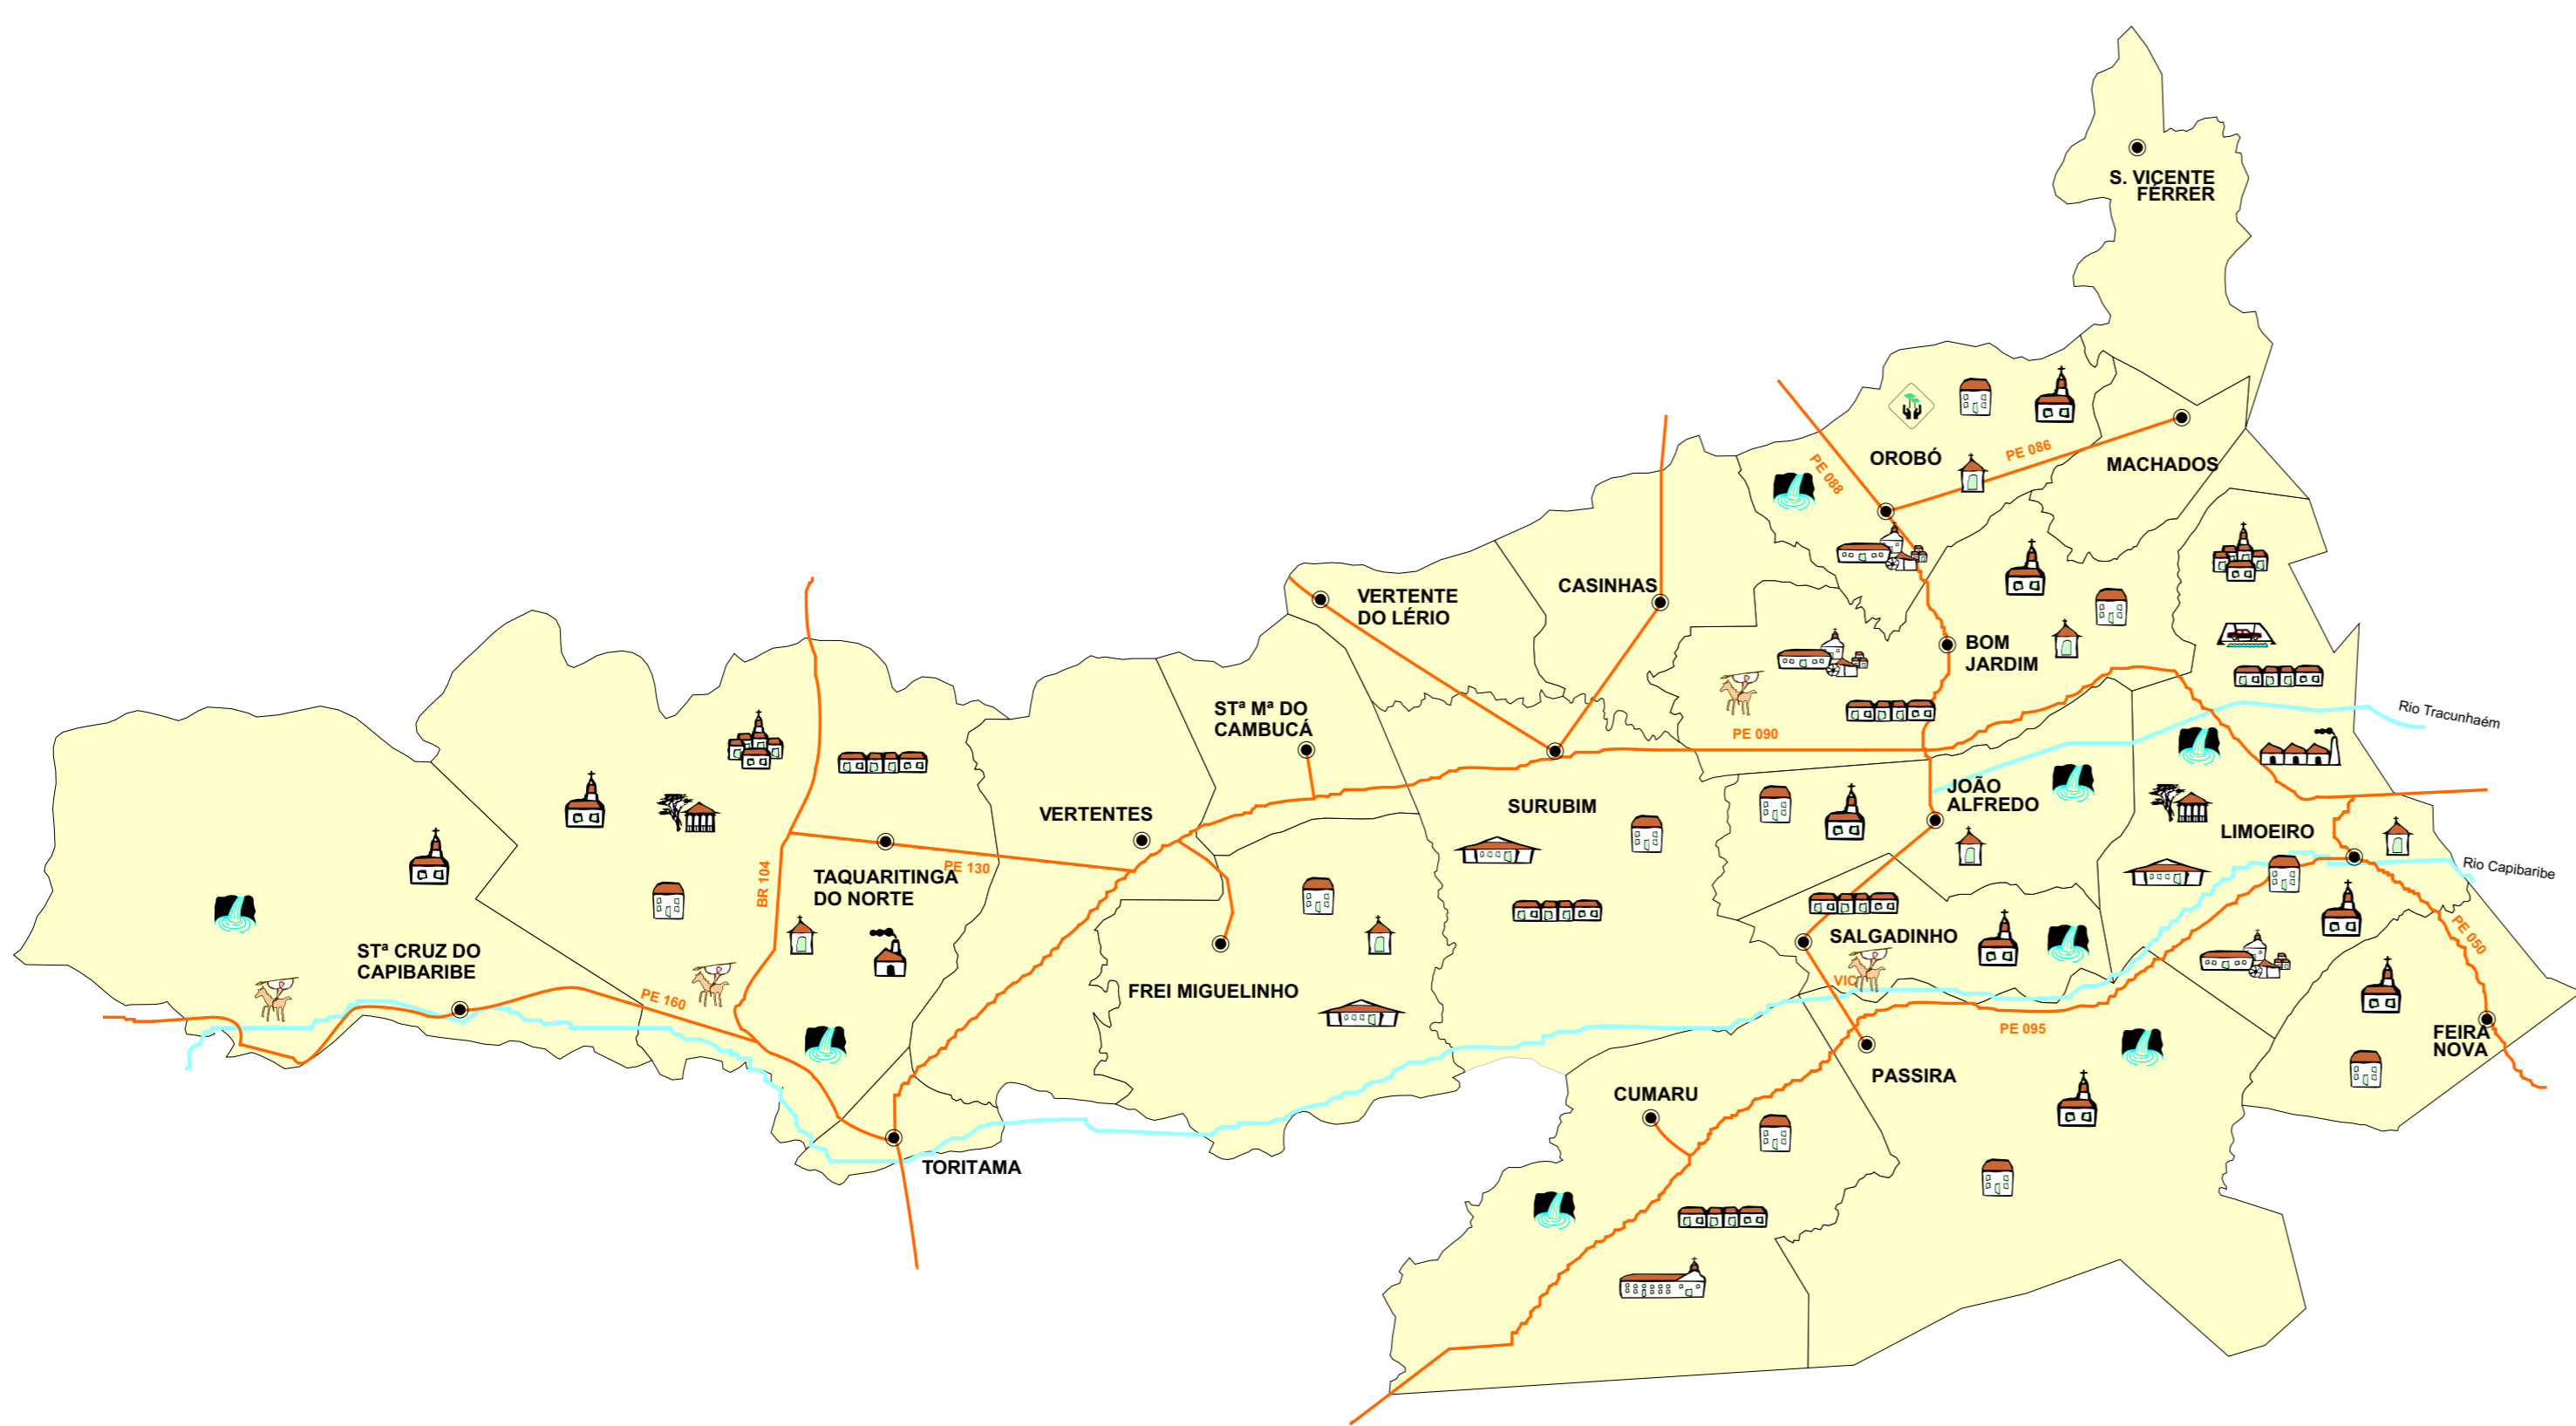 S. VICENTE
FÉRRER
OROBÓ
PE 086
PE 088
MACHADOS
CASINHAS
VERTENTE
DO LÉRIO
BOM
JARDIM
STª Mª DO
CAMBUCÁ
PE 090
Rio Tracunhaém
JOÃO
ALFREDO
SURUBIM
VERTENTES
LIMOEIRO
PE 130
BR 104
TAQUARITINGA
DO NORTE
Rio Capibaribe
SALGADINHO
PE 050
STª CRUZ DO
CAPIBARIBE
VIC
FREI MIGUELINHO
PE 160
PE 095
FEIRA
NOVA
PASSIRA
CUMARU
TORITAMA